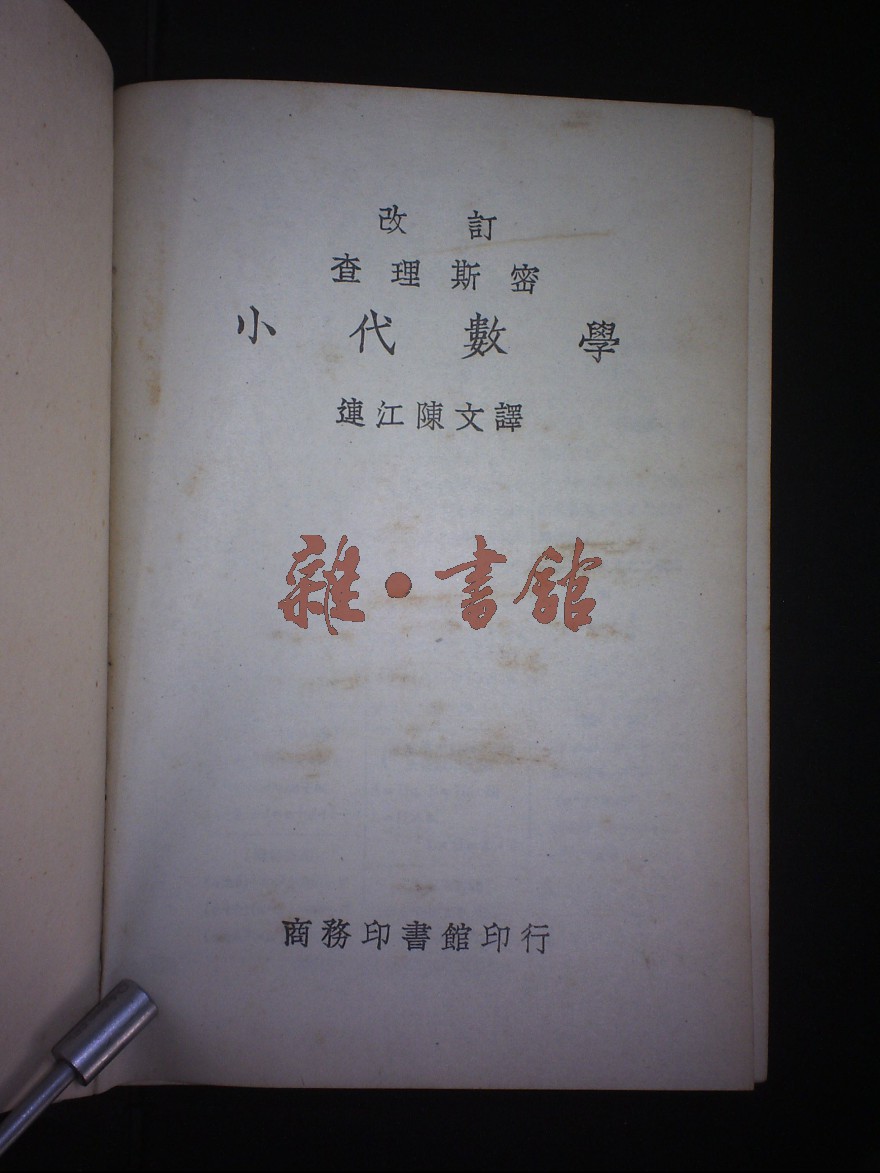 改訂
查理斯密
小代數學
連江陳文譯
雜·書館
商務印書館印行